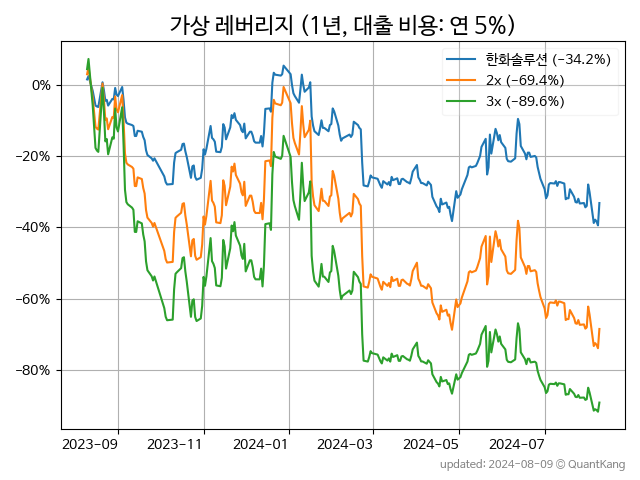 가상 레버리지 (1년, 대출 비용: 연 5%)
한화솔루션 (−34.2%)
2x (−69.4%)
3x (−89.6%)
0%
−20%
−40%
−60%
−80%
2023-09 2023-11 2024-01 2024-03 2024-05 2024-07
updated: 2024-08-09 © QuantKang